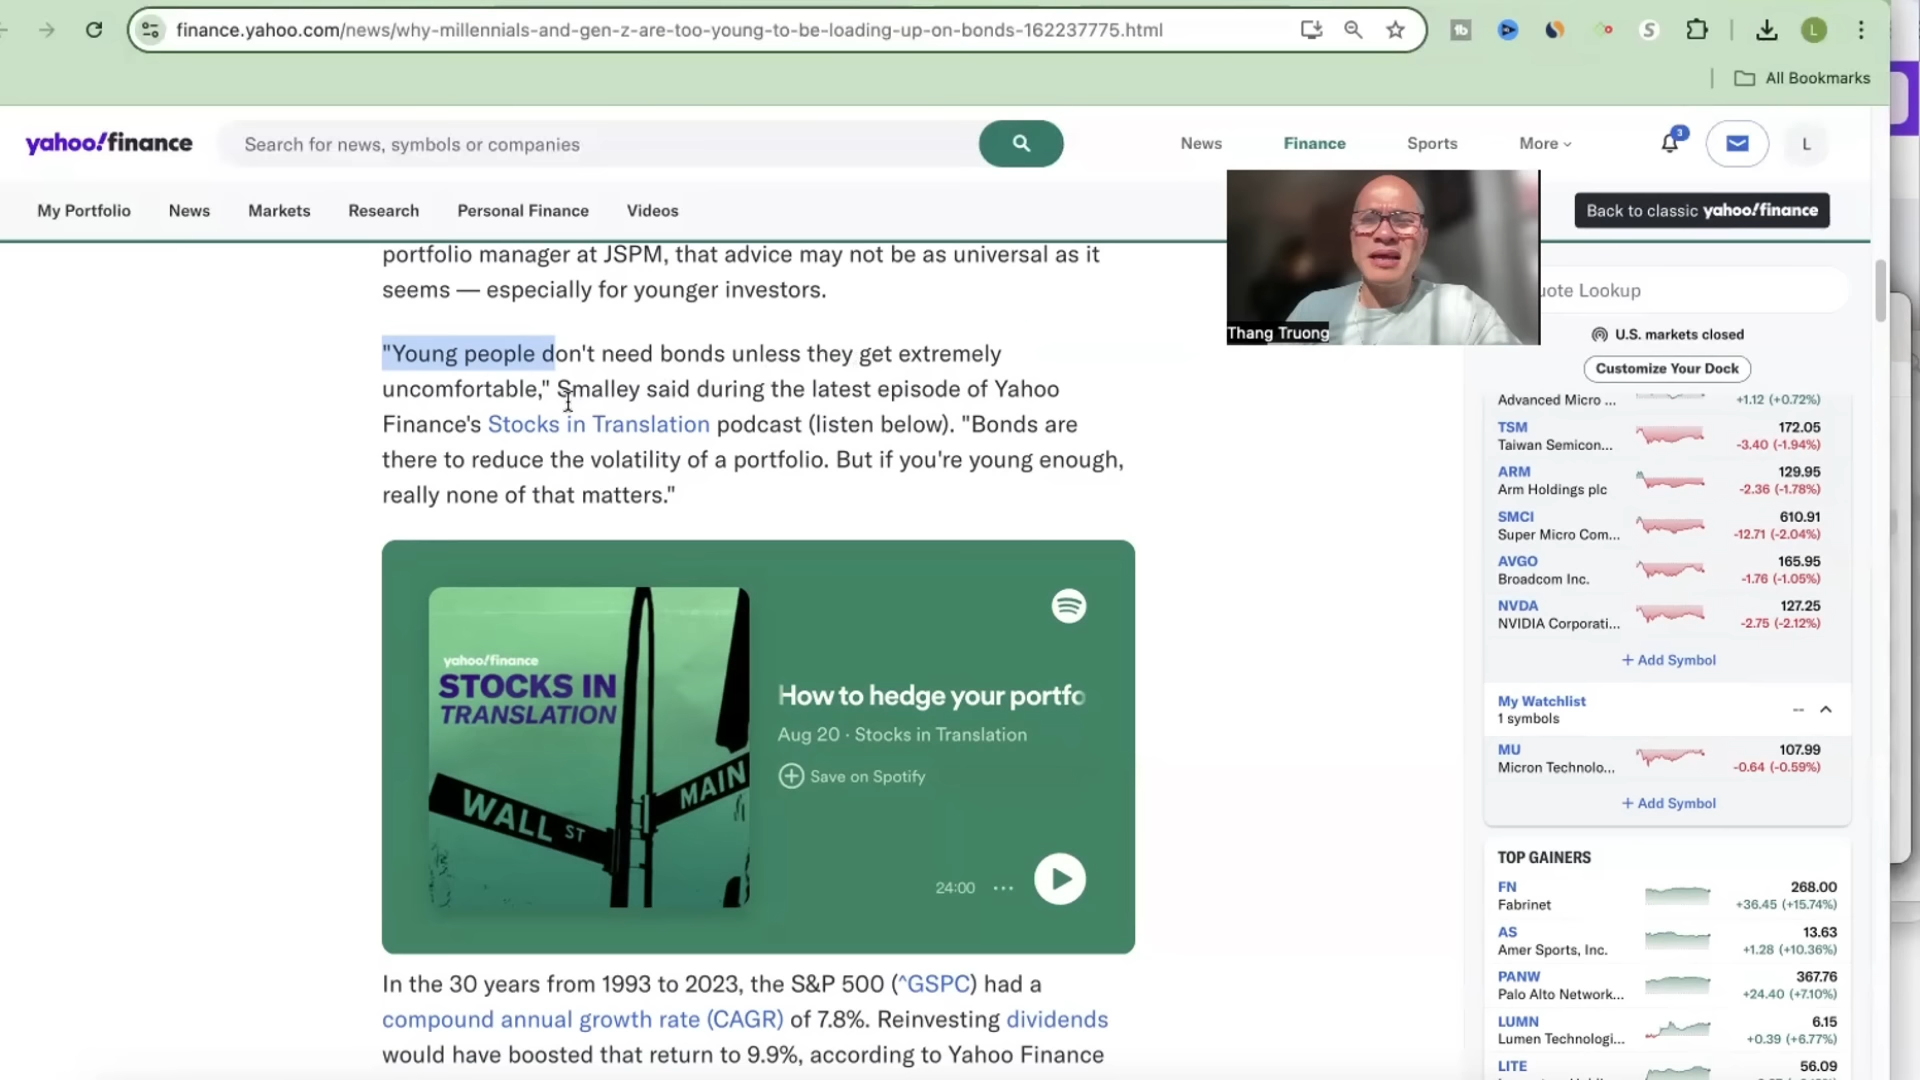 finance.yahoo.com/news/why-millennials-and-gen-z-are-too-young-to-be-loading-up-on-bonds-162237775.html
tb
S
L
All Bookmarks
yahoo!finance
Search for news, symbols or companies
News
Finance
Sports
More
3
L
My Portfolio
News
Markets
Research
Personal Finance
Videos
Back to classic yahoo!finance
portfolio manager at JSPM, that advice may not be as universal as it
seems — especially for younger investors.
"Young people don't need bonds unless they get extremely
uncomfortable," Smalley said during the latest episode of Yahoo
Finance's Stocks in Translation podcast (listen below). "Bonds are
there to reduce the volatility of a portfolio. But if you're young enough,
really none of that matters."
yahoo!finance
STOCKS IN
TRANSLATION
WALL ST
MAIN
How to hedge your portfo
Aug 20 · Stocks in Translation
Save on Spotify
24:00
In the 30 years from 1993 to 2023, the S&P 500 (^GSPC) had a
compound annual growth rate (CAGR) of 7.8%. Reinvesting dividends
would have boosted that return to 9.9%, according to Yahoo Finance
Thang Truong
uote Lookup
U.S. markets closed
Customize Your Dock
Advanced Micro ... +1.12 (+0.72%)
TSM 172.05
Taiwan Semicon... -3.40 (-1.94%)
ARM 129.95
Arm Holdings plc -2.36 (-1.78%)
SMCI 610.91
Super Micro Com... -12.71 (-2.04%)
AVGO 165.95
Broadcom Inc. -1.76 (-1.05%)
NVDA 127.25
NVIDIA Corporati... -2.75 (-2.12%)
+ Add Symbol
My Watchlist --
1 symbols
MU 107.99
Micron Technolo... -0.64 (-0.59%)
+ Add Symbol
TOP GAINERS
FN 268.00
Fabrinet +36.45 (+15.74%)
AS 13.63
Amer Sports, Inc. +1.28 (+10.36%)
PANW 367.76
Palo Alto Network... +24.40 (+7.10%)
LUMN 6.15
Lumen Technologi... +0.39 (+6.77%)
LITE 56.09